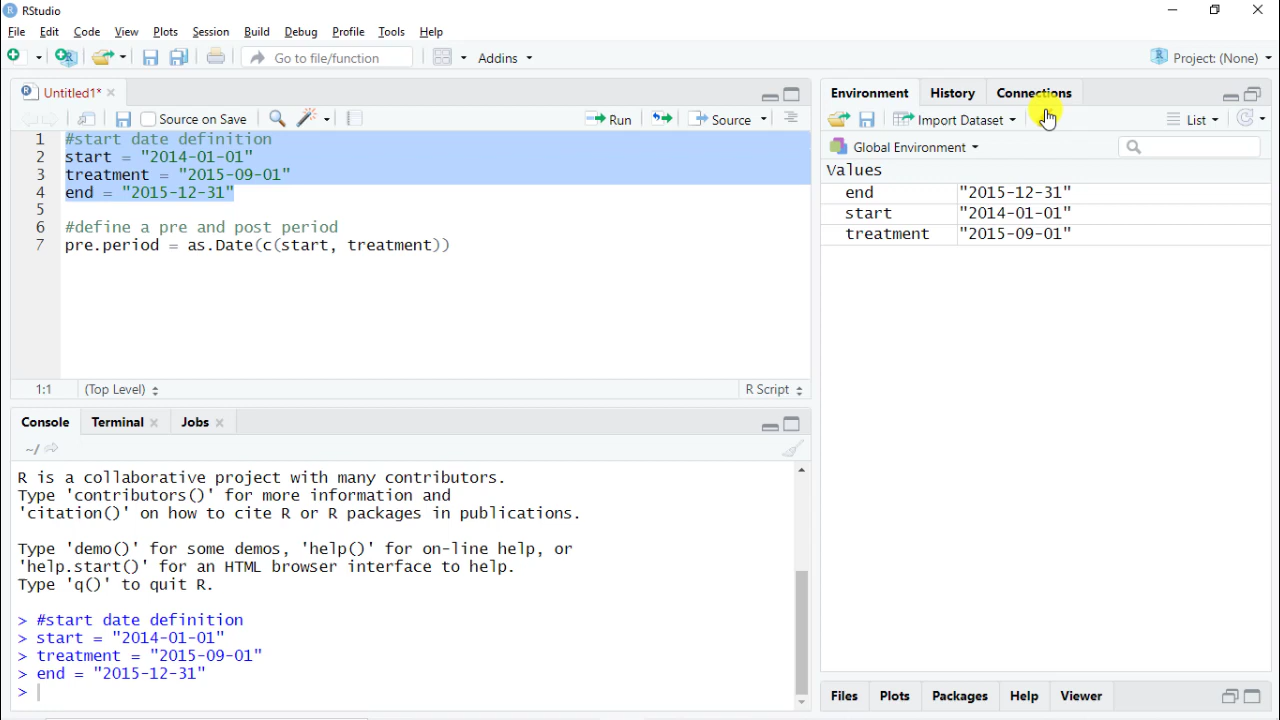 RStudio
File Edit Code View Plots Session Build Debug Profile Tools Help
Go to file/function Addins Project: (None)
Untitled1*
Source on Save Run Source
1 #start date definition
2 start = "2014-01-01"
3 treatment = "2015-09-01"
4 end = "2015-12-31"
5
6 #define a pre and post period
7 pre.period = as.Date(c(start, treatment))
1:1 (Top Level) R Script
Console Terminal Jobs
~/
R is a collaborative project with many contributors.
Type 'contributors()' for more information and
'citation()' on how to cite R or R packages in publications.
Type 'demo()' for some demos, 'help()' for on-line help, or
'help.start()' for an HTML browser interface to help.
Type 'q()' to quit R.
> #start date definition
> start = "2014-01-01"
> treatment = "2015-09-01"
> end = "2015-12-31"
>
Environment History Connections
Import Dataset List
Global Environment
Values
end "2015-12-31"
start "2014-01-01"
treatment "2015-09-01"
Files Plots Packages Help Viewer